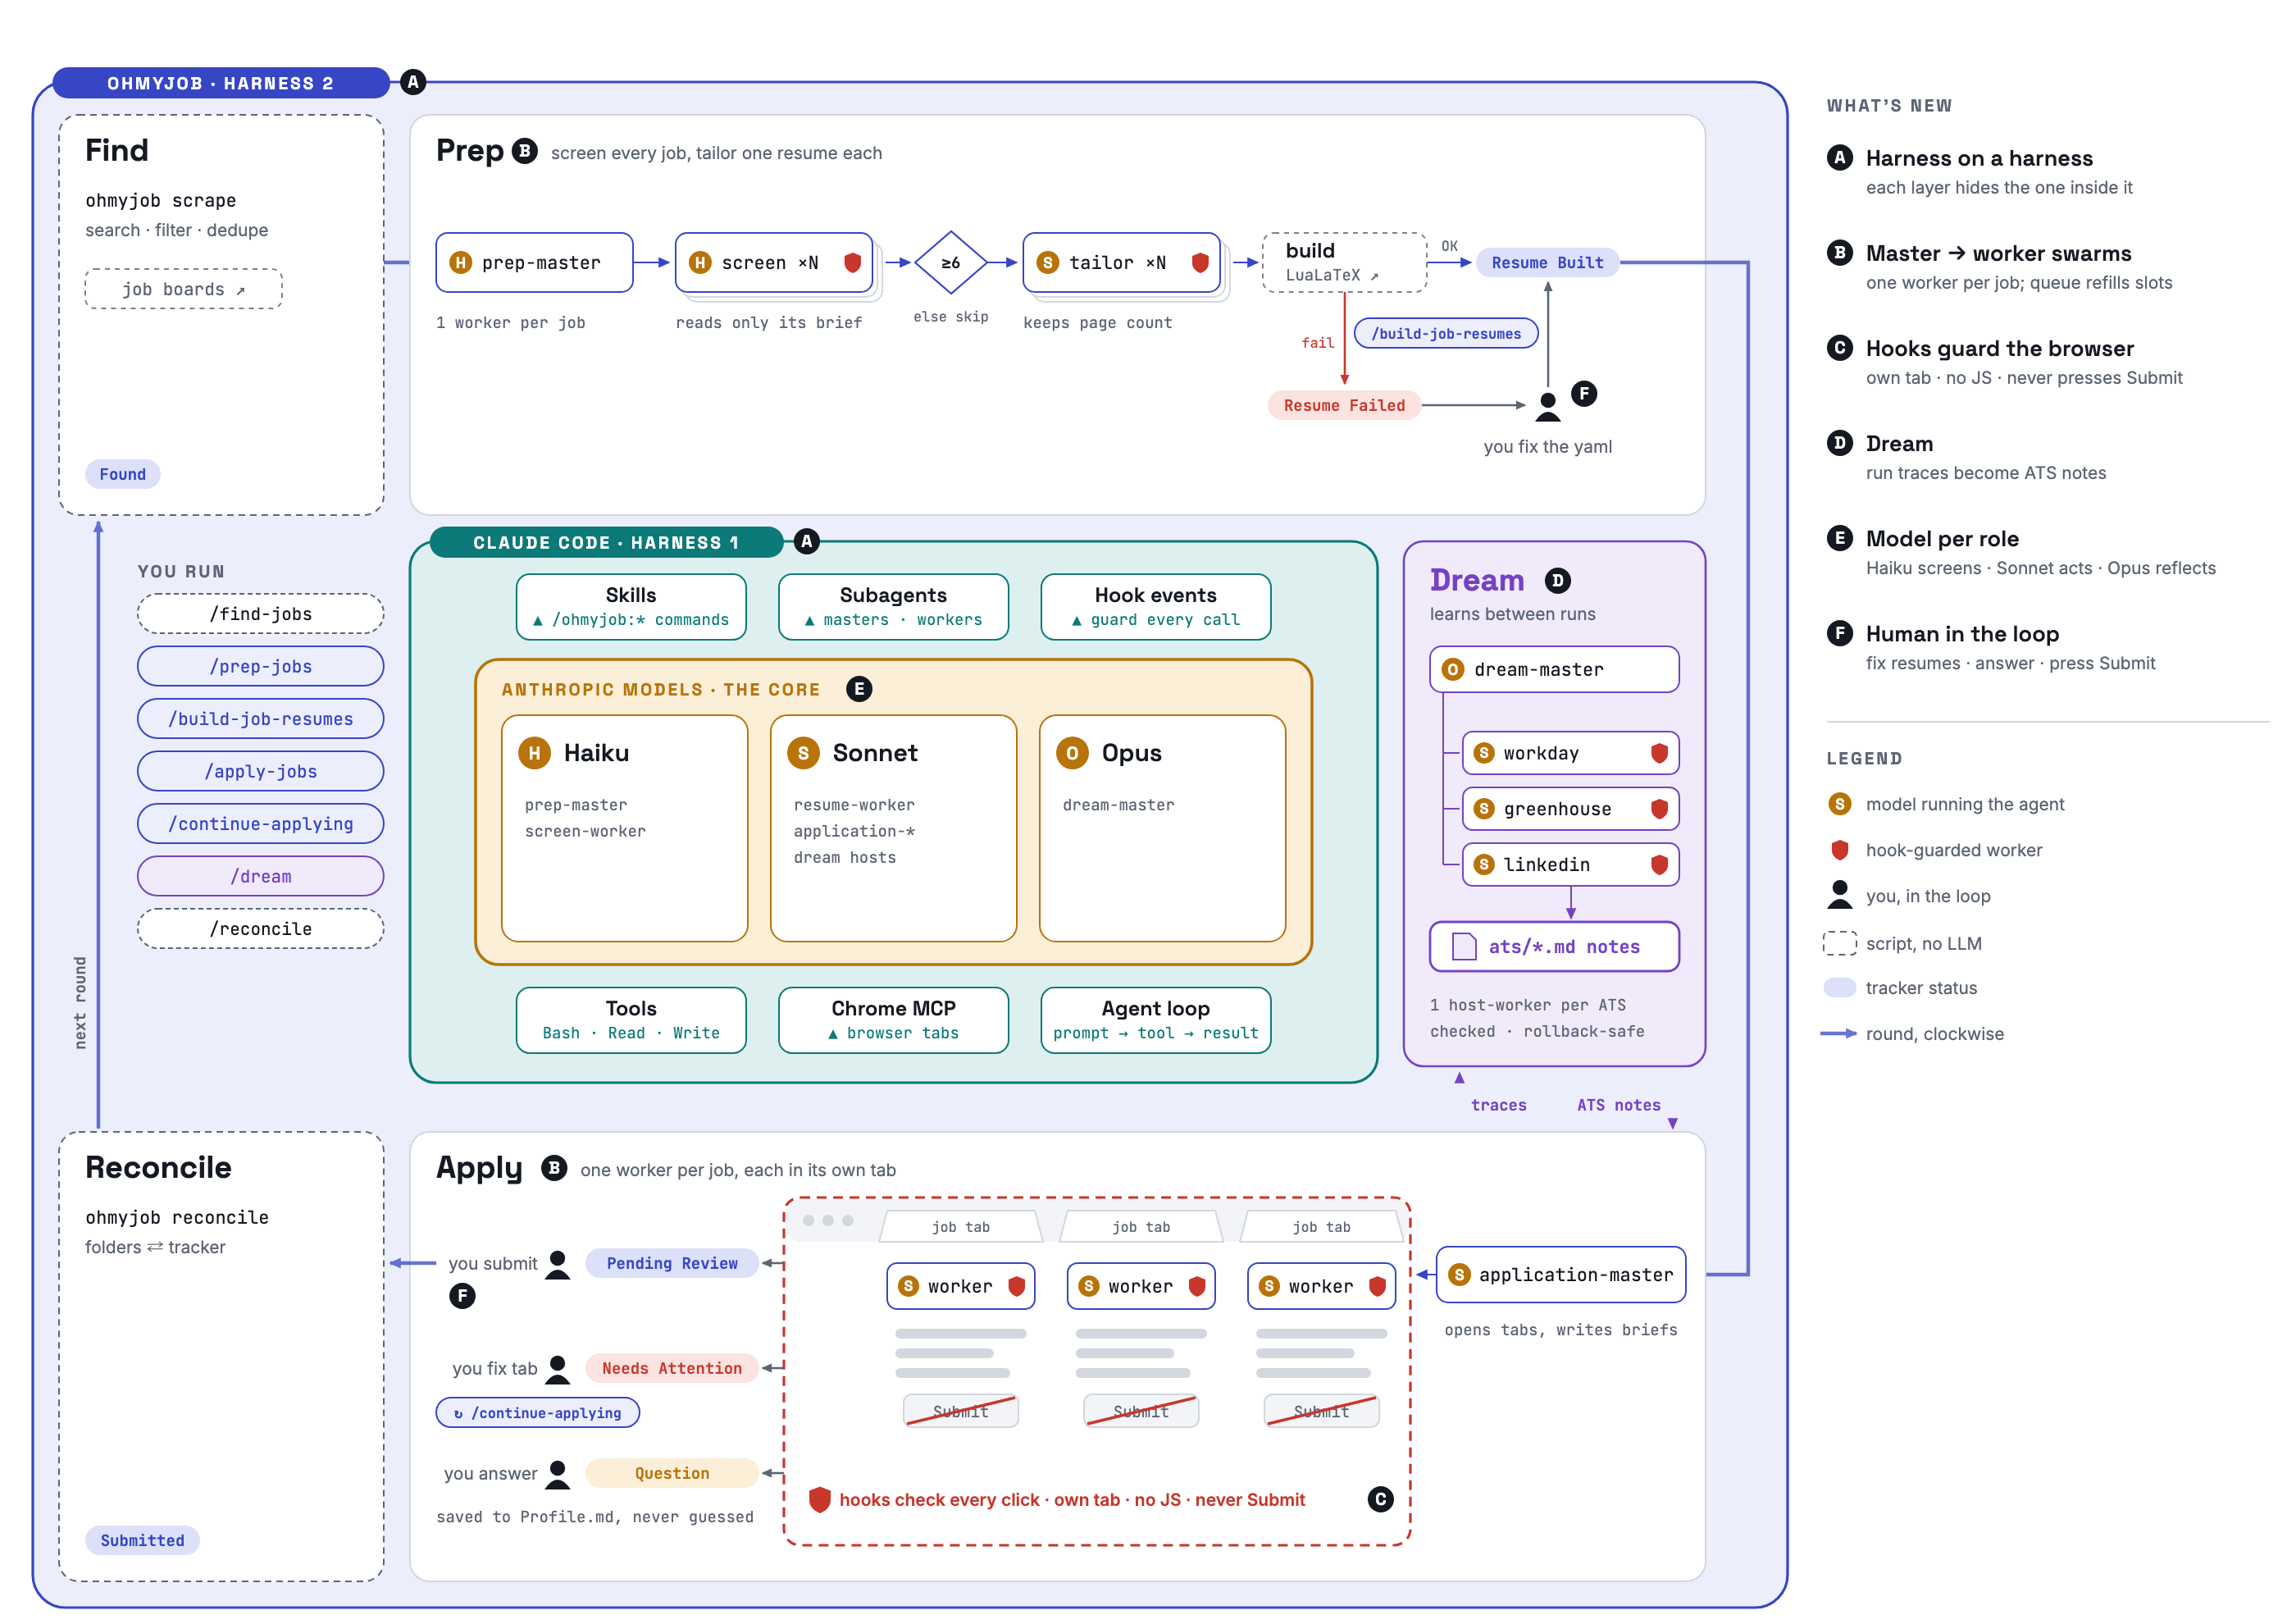 OHMYJOB · HARNESS 2
A
Find
ohmyjob scrape
search · filter · dedupe
job boards ↗
Found
Prep
B
screen every job, tailor one resume each
H prep-master
1 worker per job
H screen ×N
reads only its brief
≥6
else skip
S tailor ×N
keeps page count
build
LuaLaTeX ↗
OK
Resume Built
fail
/build-job-resumes
Resume Failed
F
you fix the yaml
YOU RUN
/find-jobs
/prep-jobs
/build-job-resumes
/apply-jobs
/continue-applying
/dream
/reconcile
next round
CLAUDE CODE · HARNESS 1
A
Skills
▲ /ohmyjob:* commands
Subagents
▲ masters · workers
Hook events
▲ guard every call
ANTHROPIC MODELS · THE CORE
E
H Haiku
prep-master
screen-worker
S Sonnet
resume-worker
application-*
dream hosts
O Opus
dream-master
Tools
Bash · Read · Write
Chrome MCP
▲ browser tabs
Agent loop
prompt → tool → result
Dream
D
learns between runs
O dream-master
S workday
S greenhouse
S linkedin
ats/*.md notes
1 host-worker per ATS
checked · rollback-safe
traces
ATS notes
Reconcile
ohmyjob reconcile
folders ⇄ tracker
Submitted
Apply
B
one worker per job, each in its own tab
you submit
F
Pending Review
you fix tab
Needs Attention
↻ /continue-applying
you answer
Question
saved to Profile.md, never guessed
job tab
job tab
job tab
S worker
S worker
S worker
Submit
Submit
Submit
hooks check every click · own tab · no JS · never Submit
C
S application-master
opens tabs, writes briefs
WHAT'S NEW
A Harness on a harness
each layer hides the one inside it
B Master → worker swarms
one worker per job; queue refills slots
C Hooks guard the browser
own tab · no JS · never presses Submit
D Dream
run traces become ATS notes
E Model per role
Haiku screens · Sonnet acts · Opus reflects
F Human in the loop
fix resumes · answer · press Submit
LEGEND
S model running the agent
hook-guarded worker
you, in the loop
script, no LLM
tracker status
round, clockwise